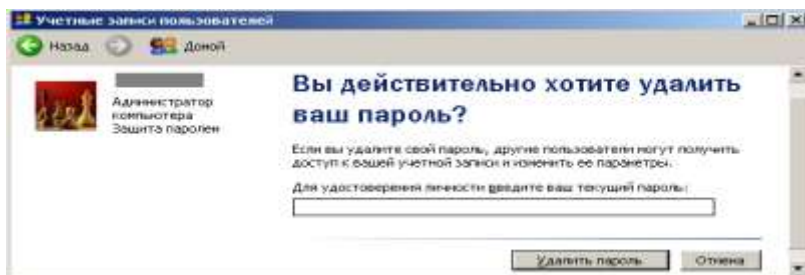 Учетные записи пользователей
Назад
Домой
Администратор
компьютера
Защита паролем
Вы действительно хотите удалить
ваш пароль?
Если вы удалите свой пароль, другие пользователи могут получить
доступ к вашей учетной записи и изменить ее параметры.
Для удостоверения личности введите ваш текущий пароль:
Удалить пароль
Отмена